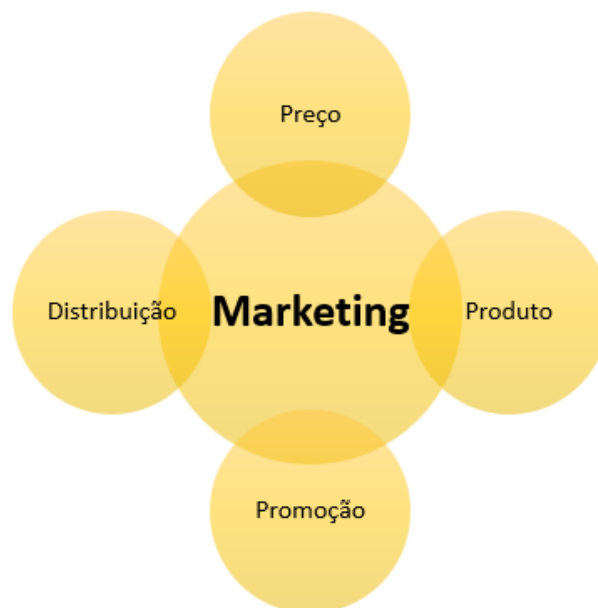 Preço
Distribuição
Marketing
Produto
Promoção